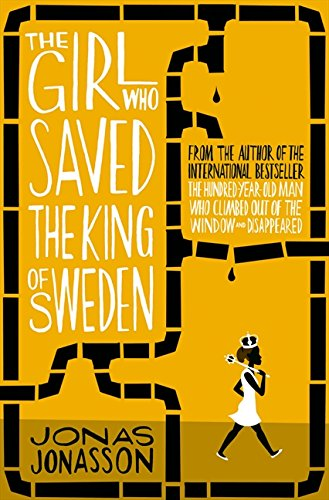 THE
GIRL
WHO
SAVED
THE KING
OF
SWEDEN
FROM THE AUTHOR OF THE
INTERNATIONAL BESTSELLER
THE HUNDRED-YEAR-OLD MAN
WHO CLIMBED OUT OF THE
WINDOW AND DISAPPEARED
JONAS
JONASSON